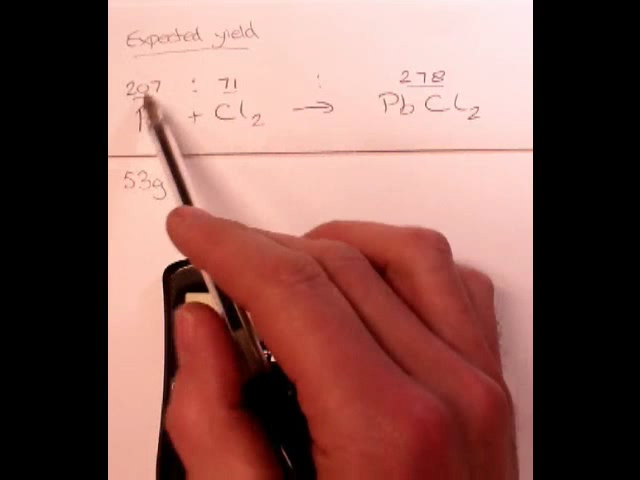 Expected yield
207 : 71 : 278
+ Cl2 → PbCl2
53g